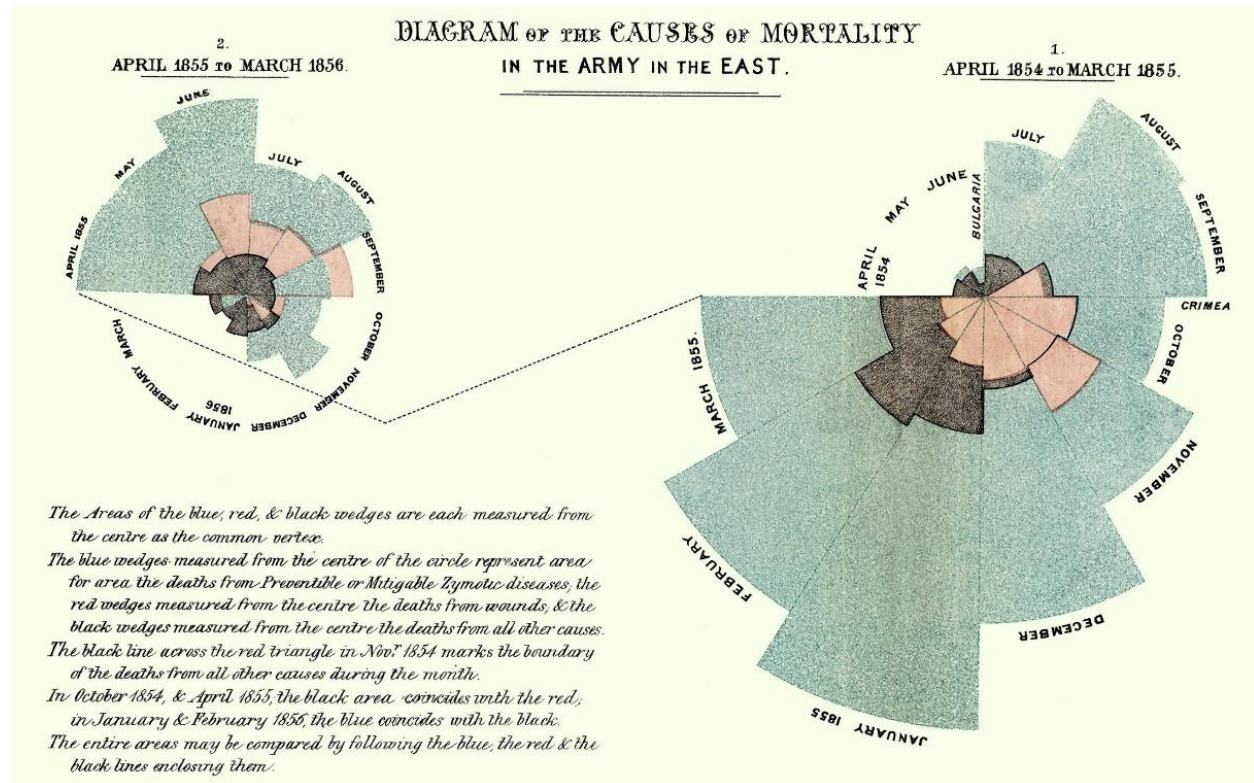 DIAGRAM OF THE CAUSES OF MORTALITY
IN THE ARMY IN THE EAST.
2.
APRIL 1855 TO MARCH 1856.
1.
APRIL 1854 TO MARCH 1855.
APRIL 1855
MAY
JUNE
JULY
AUGUST
SEPTEMBER
OCTOBER
NOVEMBER
DECEMBER
JANUARY
1856
FEBRUARY
MARCH
APRIL
1854
MAY
JUNE
JULY
AUGUST
SEPTEMBER
OCTOBER
NOVEMBER
DECEMBER
JANUARY 1855
FEBRUARY
MARCH 1855.
BULGARIA
CRIMEA
The Areas of the blue, red, & black wedges are each measured from
the centre as the common vertex.
The blue wedges measured from the centre of the circle represent area
for area the deaths from Preventible or Mitigable Zymotic diseases; the
red wedges measured from the centre the deaths from wounds; & the
black wedges measured from the centre the deaths from all other causes.
The black line across the red triangle in Novr. 1854 marks the boundary
of the deaths from all other causes during the month.
In October 1854, & April 1855, the black area coincides with the red;
in January & February 1856, the blue coincides with the black.
The entire areas may be compared by following the blue, the red & the
black lines enclosing them.